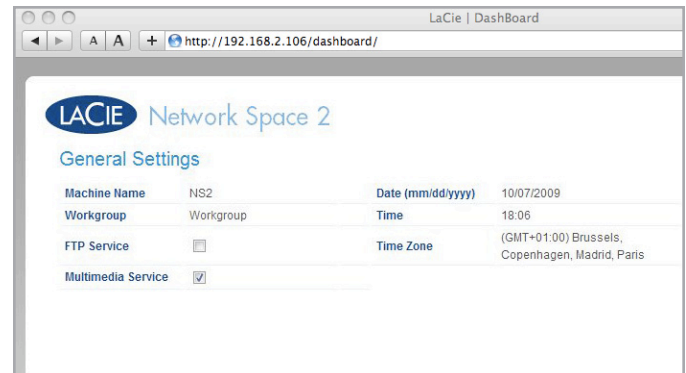 LaCie | DashBoard
A A + http://192.168.2.106/dashboard/
LACIE Network Space 2
General Settings
Machine Name NS2 Date (mm/dd/yyyy) 10/07/2009
Workgroup Workgroup Time 18:06
FTP Service Time Zone (GMT+01:00) Brussels,
Copenhagen, Madrid, Paris
Multimedia Service